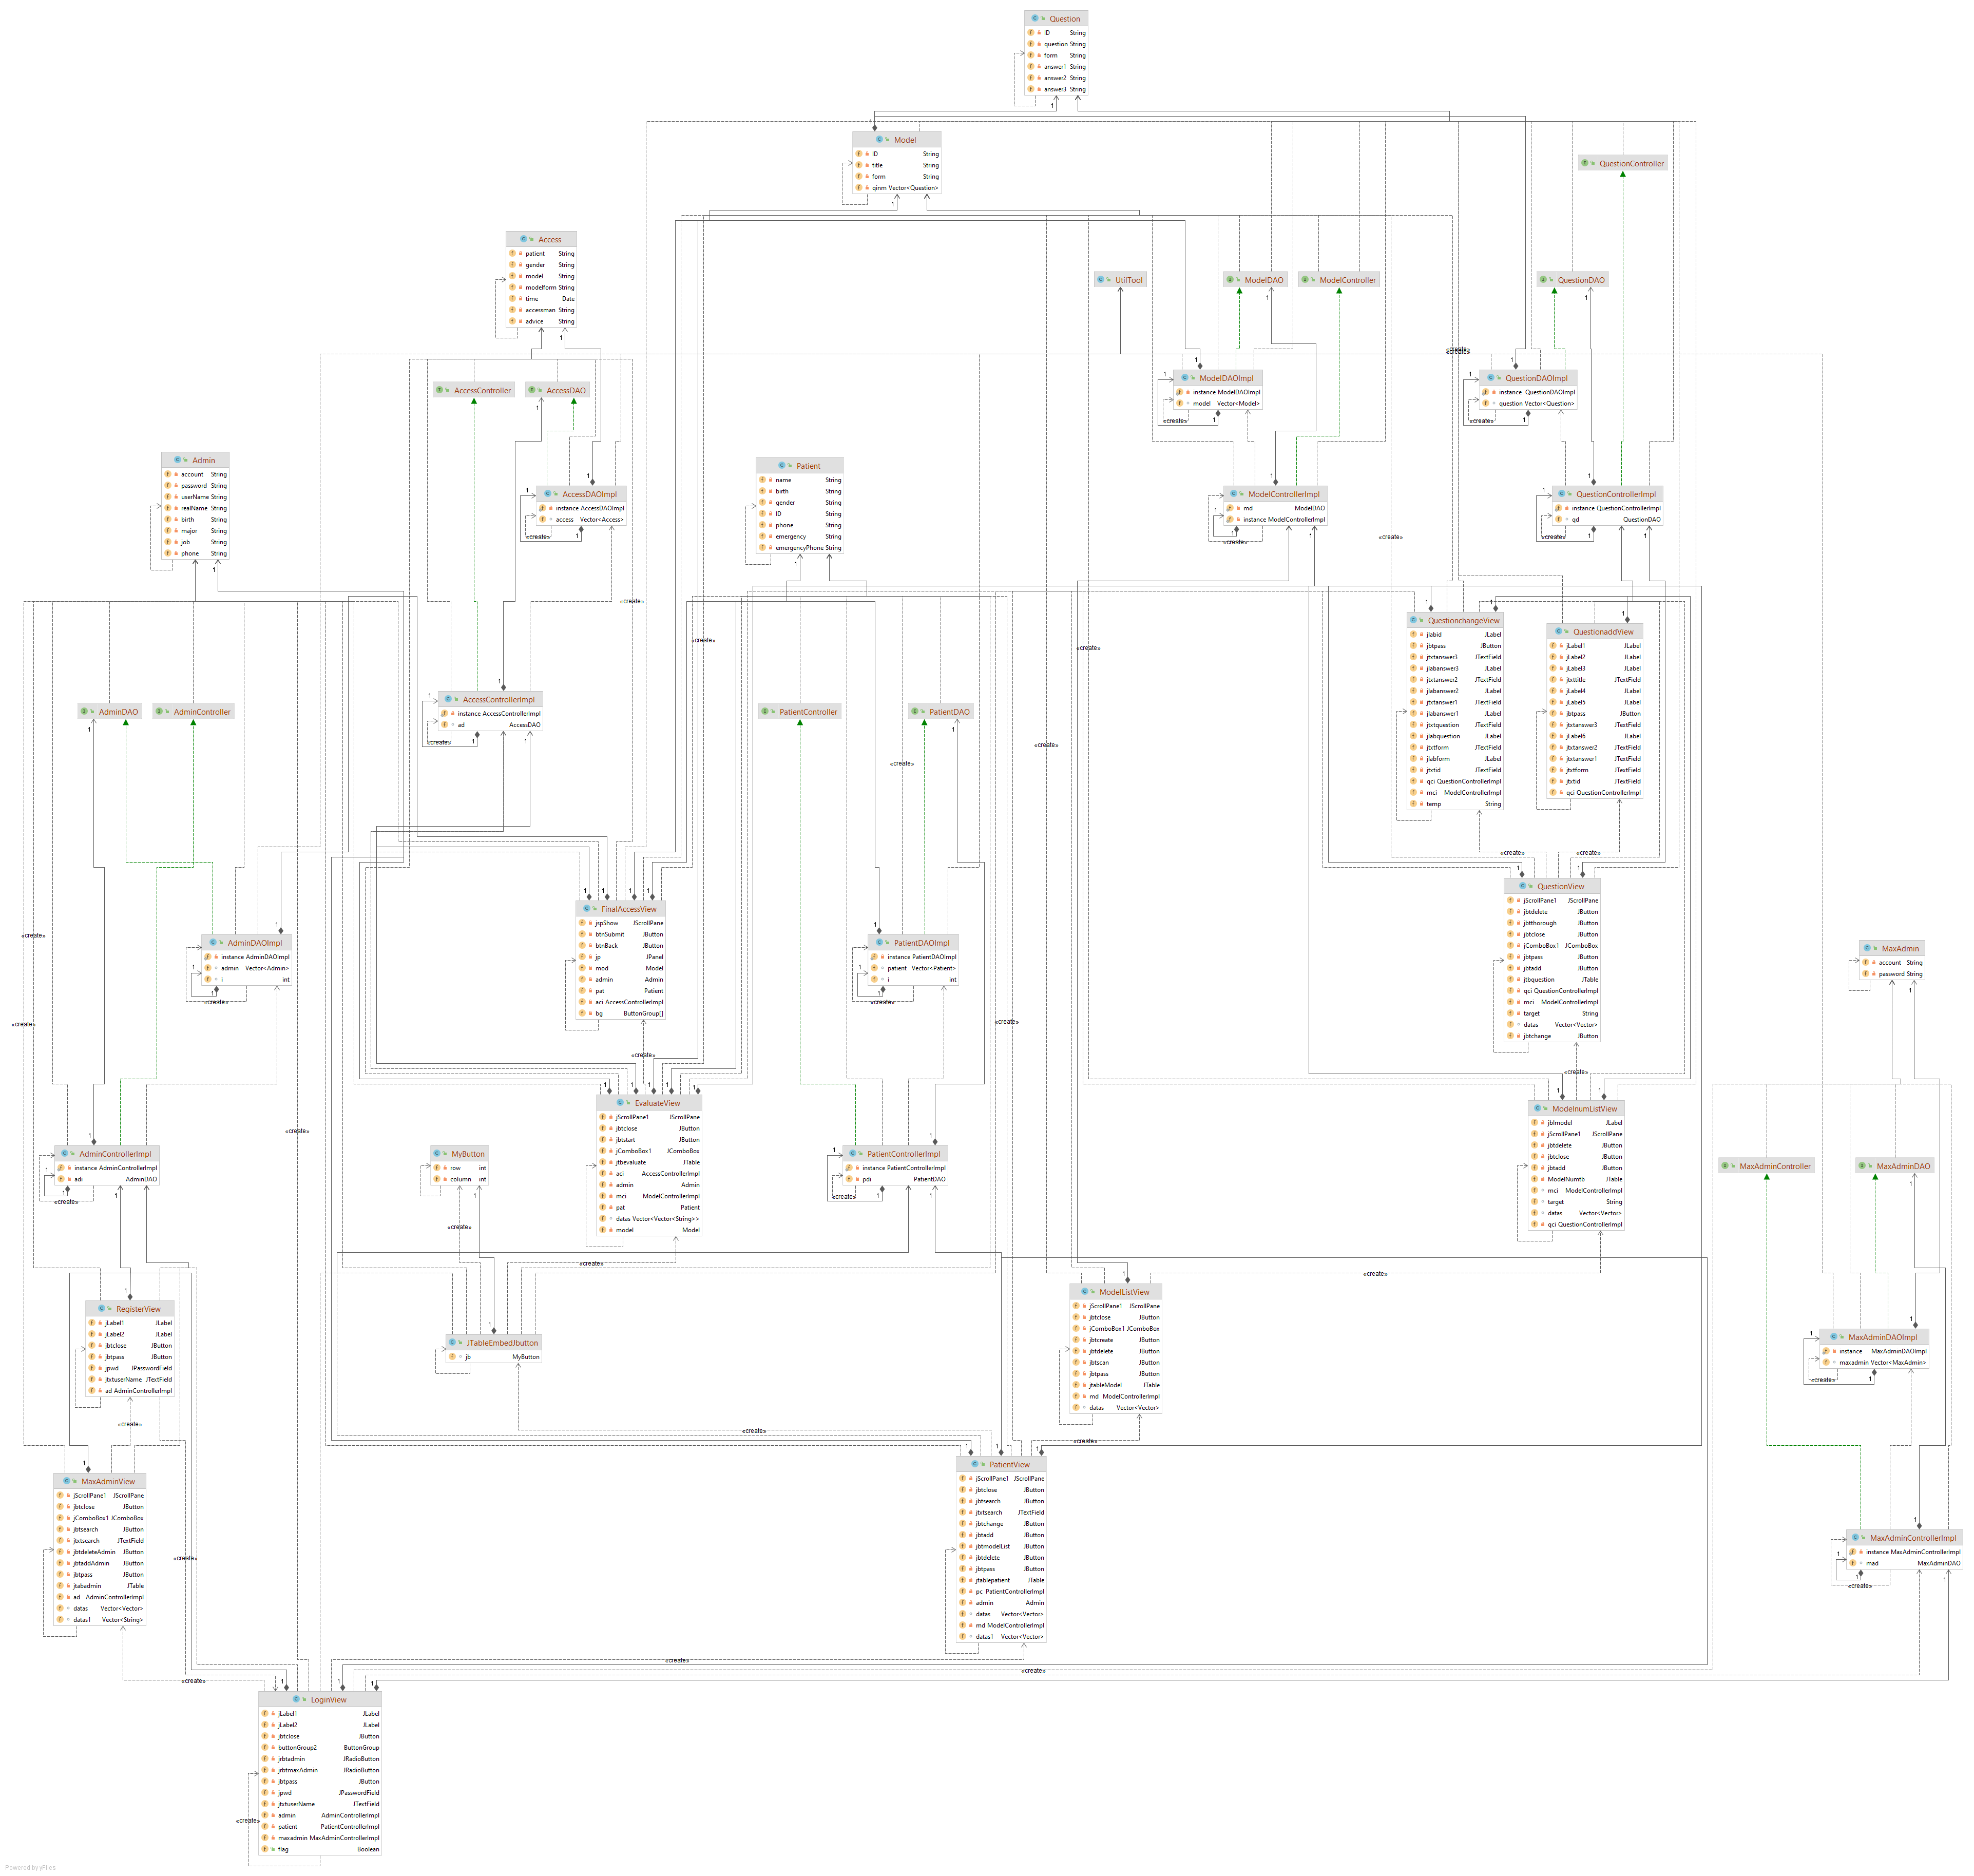 Question
ID String
question String
form String
answer1 String
answer2 String
answer3 String
Model
ID String
title String
form String
qinm Vector<Question>
QuestionController
Access
patient String
gender String
model String
modelform String
time Date
accessman String
advice String
UtilTool
ModelDAO
ModelController
QuestionDAO
AccessController
AccessDAO
ModelDAOImpl
instance ModelDAOImpl
model Vector<Model>
«create»
QuestionDAOImpl
instance QuestionDAOImpl
question Vector<Question>
«create»
Admin
account String
password String
userName String
realName String
birth String
major String
job String
phone String
AccessDAOImpl
instance AccessDAOImpl
access Vector<Access>
«create»
Patient
name String
birth String
gender String
ID String
phone String
emergency String
emergencyPhone String
ModelControllerImpl
md ModelDAO
instance ModelControllerImpl
«create»
QuestionControllerImpl
instance QuestionControllerImpl
qd QuestionDAO
«create»
QuestionchangeView
jlabid JLabel
jbtpass JButton
jtxtanswer3 JTextField
jlabanswer3 JLabel
jtxtanswer2 JTextField
jlabanswer2 JLabel
jtxtanswer1 JTextField
jlabanswer1 JLabel
jtxtquestion JTextField
jlabquestion JLabel
jtxtform JTextField
jlabform JLabel
jtxtid JTextField
qci QuestionControllerImpl
mci ModelControllerImpl
temp String
QuestionaddView
jLabel1 JLabel
jLabel2 JLabel
jLabel3 JLabel
jtxttitle JTextField
jLabel4 JLabel
jLabel5 JLabel
jbtpass JButton
jtxtanswer3 JTextField
jLabel6 JLabel
jtxtanswer2 JTextField
jtxtanswer1 JTextField
jtxtform JTextField
jtxtid JTextField
qci QuestionControllerImpl
AdminDAO
AdminController
AccessControllerImpl
instance AccessControllerImpl
ad AccessDAO
«create»
PatientController
PatientDAO
FinalAccessView
jspShow JScrollPane
btnSubmit JButton
btnBack JButton
jp JPanel
mod Model
admin Admin
pat Patient
aci AccessControllerImpl
bg ButtonGroup[]
QuestionView
jScrollPane1 JScrollPane
jbtdelete JButton
jbtthorough JButton
jbtclose JButton
jComboBox1 JComboBox
jbtpass JButton
jbtadd JButton
jtbquestion JTable
qci QuestionControllerImpl
mci ModelControllerImpl
target String
datas Vector<Vector>
jbtchange JButton
AdminDAOImpl
instance AdminDAOImpl
admin Vector<Admin>
i int
«create»
PatientDAOImpl
instance PatientDAOImpl
patient Vector<Patient>
i int
«create»
MaxAdmin
account String
password String
EvaluateView
jScrollPane1 JScrollPane
jbtclose JButton
jbtstart JButton
jComboBox1 JComboBox
jtbevaluate JTable
aci AccessControllerImpl
admin Admin
mci ModelControllerImpl
pat Patient
datas Vector<Vector<String>>
model Model
ModelnumListView
jblmodel JLabel
jScrollPane1 JScrollPane
jbtdelete JButton
jbtclose JButton
jbtadd JButton
ModelNumtb JTable
mci ModelControllerImpl
target String
datas Vector<Vector>
qci QuestionControllerImpl
AdminControllerImpl
instance AdminControllerImpl
adi AdminDAO
«create»
MyButton
row int
column int
PatientControllerImpl
instance PatientControllerImpl
pdi PatientDAO
«create»
MaxAdminController
MaxAdminDAO
ModelListView
jScrollPane1 JScrollPane
jbtclose JButton
jComboBox1 JComboBox
jbtcreate JButton
jbtdelete JButton
jbtscan JButton
jbtpass JButton
jtableModel JTable
md ModelControllerImpl
datas Vector<Vector>
RegisterView
jLabel1 JLabel
jLabel2 JLabel
jbtclose JButton
jbtpass JButton
jpwd JPasswordField
jtxtuserName JTextField
ad AdminControllerImpl
JTableEmbedJbutton
jb MyButton
MaxAdminDAOImpl
instance MaxAdminDAOImpl
maxadmin Vector<MaxAdmin>
«create»
PatientView
jScrollPane1 JScrollPane
jbtclose JButton
jbtsearch JButton
jtxtsearch JTextField
jbtchange JButton
jbtadd JButton
jbtmodelList JButton
jbtdelete JButton
jbtpass JButton
jtablepatient JTable
pc PatientControllerImpl
admin Admin
datas Vector<Vector>
md ModelControllerImpl
datas1 Vector<Vector>
MaxAdminView
jScrollPane1 JScrollPane
jbtclose JButton
jComboBox1 JComboBox
jbtsearch JButton
jtxtsearch JTextField
jbtdeleteAdmin JButton
jbtaddAdmin JButton
jbtpass JButton
jtabadmin JTable
ad AdminControllerImpl
datas Vector<Vector>
datas1 Vector<String>
MaxAdminControllerImpl
instance MaxAdminControllerImpl
mad MaxAdminDAO
«create»
LoginView
jLabel1 JLabel
jLabel2 JLabel
jbtclose JButton
buttonGroup2 ButtonGroup
jrbtadmin JRadioButton
jrbtmaxAdmin JRadioButton
jbtpass JButton
jpwd JPasswordField
jtxtuserName JTextField
admin AdminControllerImpl
patient PatientControllerImpl
maxadmin MaxAdminControllerImpl
flag Boolean
«create»
Powered by yFiles